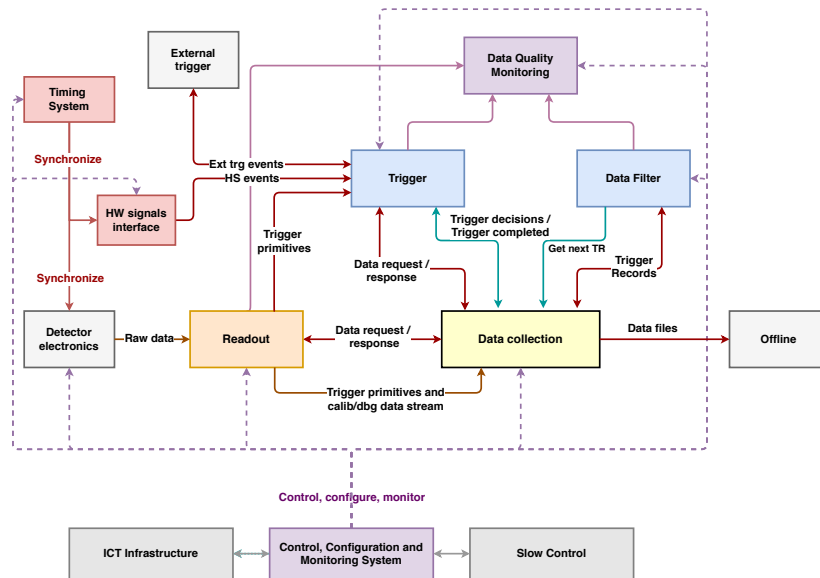 External
trigger
Data Quality
Monitoring
Timing
System
Synchronize
Ext trg events
HS events
Trigger
Data Filter
HW signals
interface
Trigger
primitives
Trigger decisions /
Trigger completed
Get next TR
Data request /
response
Trigger
Records
Synchronize
Detector
electronics
Raw data
Readout
Data request /
response
Data collection
Data files
Offline
Trigger primitives and
calib/dbg data stream
Control, configure, monitor
ICT Infrastructure
Control, Configuration and
Monitoring System
Slow Control